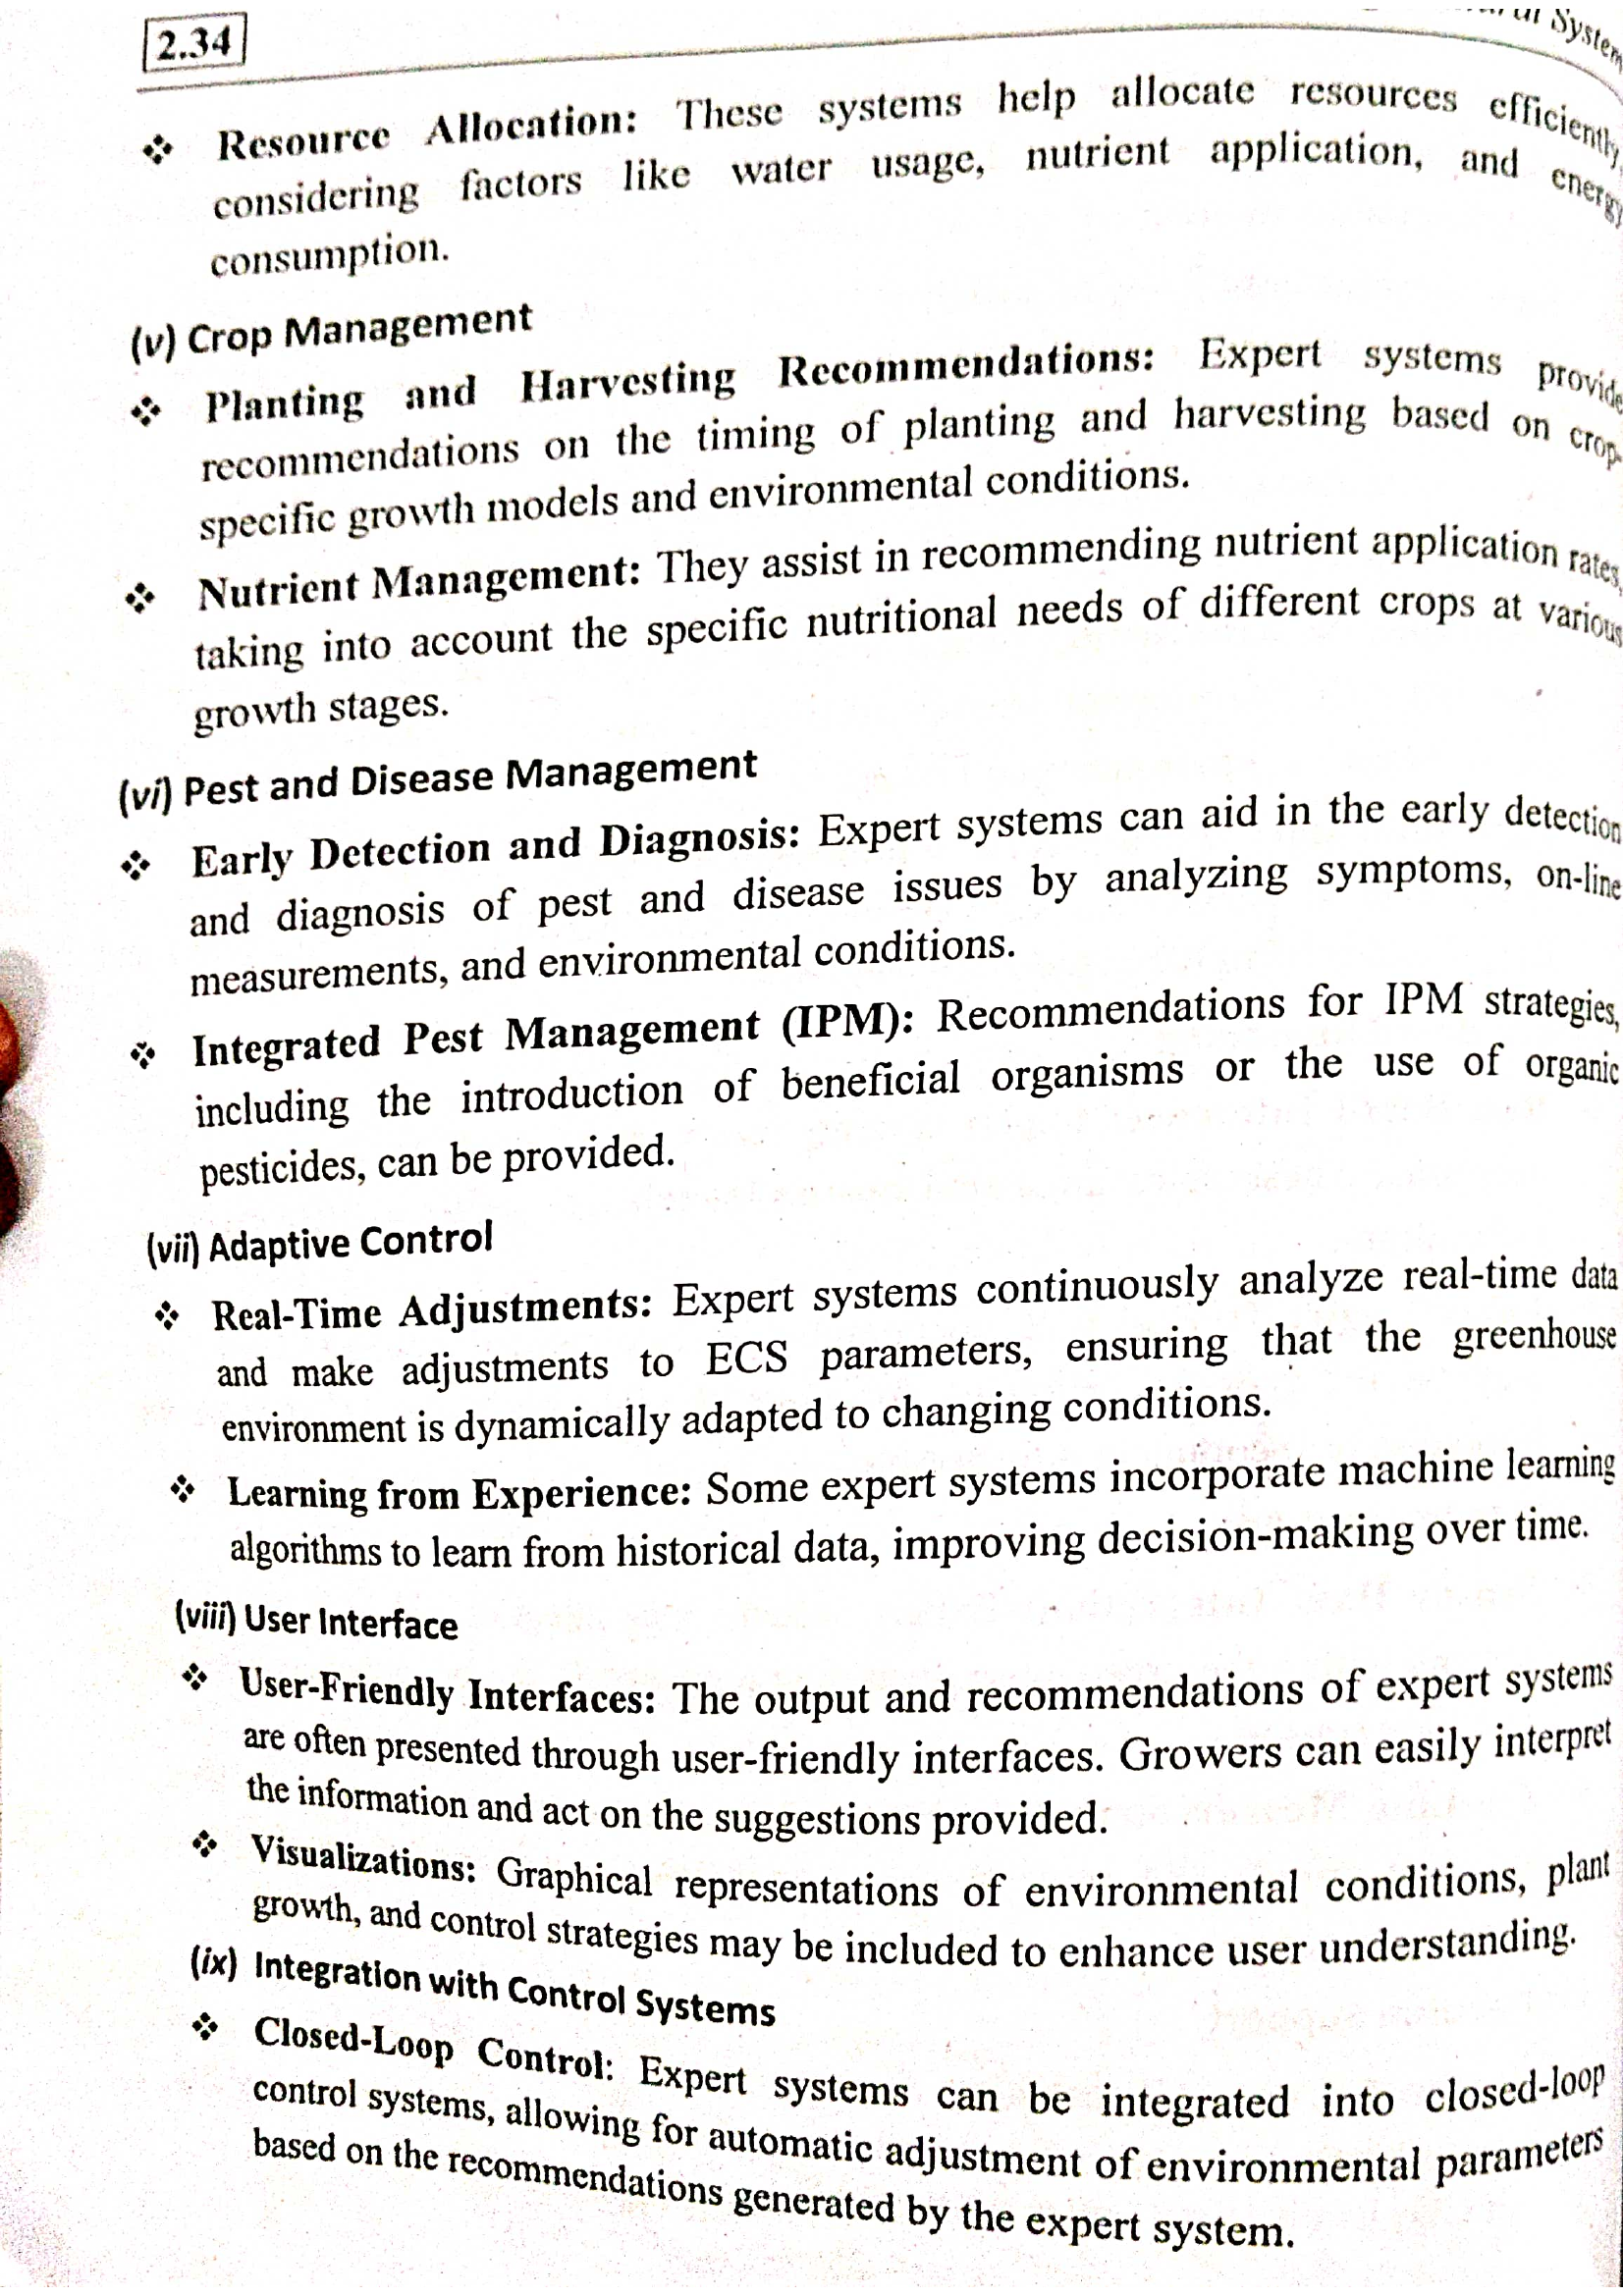 2.34
System
❖ Resource Allocation: These systems help allocate resources efficiently,
considering factors like water usage, nutrient application, and energy
consumption.
(v) Crop Management
❖ Planting and Harvesting Recommendations: Expert systems provide
recommendations on the timing of planting and harvesting based on crop-
specific growth models and environmental conditions.
❖ Nutrient Management: They assist in recommending nutrient application rates,
taking into account the specific nutritional needs of different crops at various
growth stages.
(vi) Pest and Disease Management
❖ Early Detection and Diagnosis: Expert systems can aid in the early detection
and diagnosis of pest and disease issues by analyzing symptoms, on-line
measurements, and environmental conditions.
❖ Integrated Pest Management (IPM): Recommendations for IPM strategies,
including the introduction of beneficial organisms or the use of organic
pesticides, can be provided.
(vii) Adaptive Control
❖ Real-Time Adjustments: Expert systems continuously analyze real-time data
and make adjustments to ECS parameters, ensuring that the greenhouse
environment is dynamically adapted to changing conditions.
❖ Learning from Experience: Some expert systems incorporate machine learning
algorithms to learn from historical data, improving decision-making over time.
(viii) User Interface
❖ User-Friendly Interfaces: The output and recommendations of expert systems
are often presented through user-friendly interfaces. Growers can easily interpret
the information and act on the suggestions provided.
❖ Visualizations: Graphical representations of environmental conditions, plant
growth, and control strategies may be included to enhance user understanding.
(ix) Integration with Control Systems
❖ Closed-Loop Control: Expert systems can be integrated into closed-loop
control systems, allowing for automatic adjustment of environmental parameters
based on the recommendations generated by the expert system.